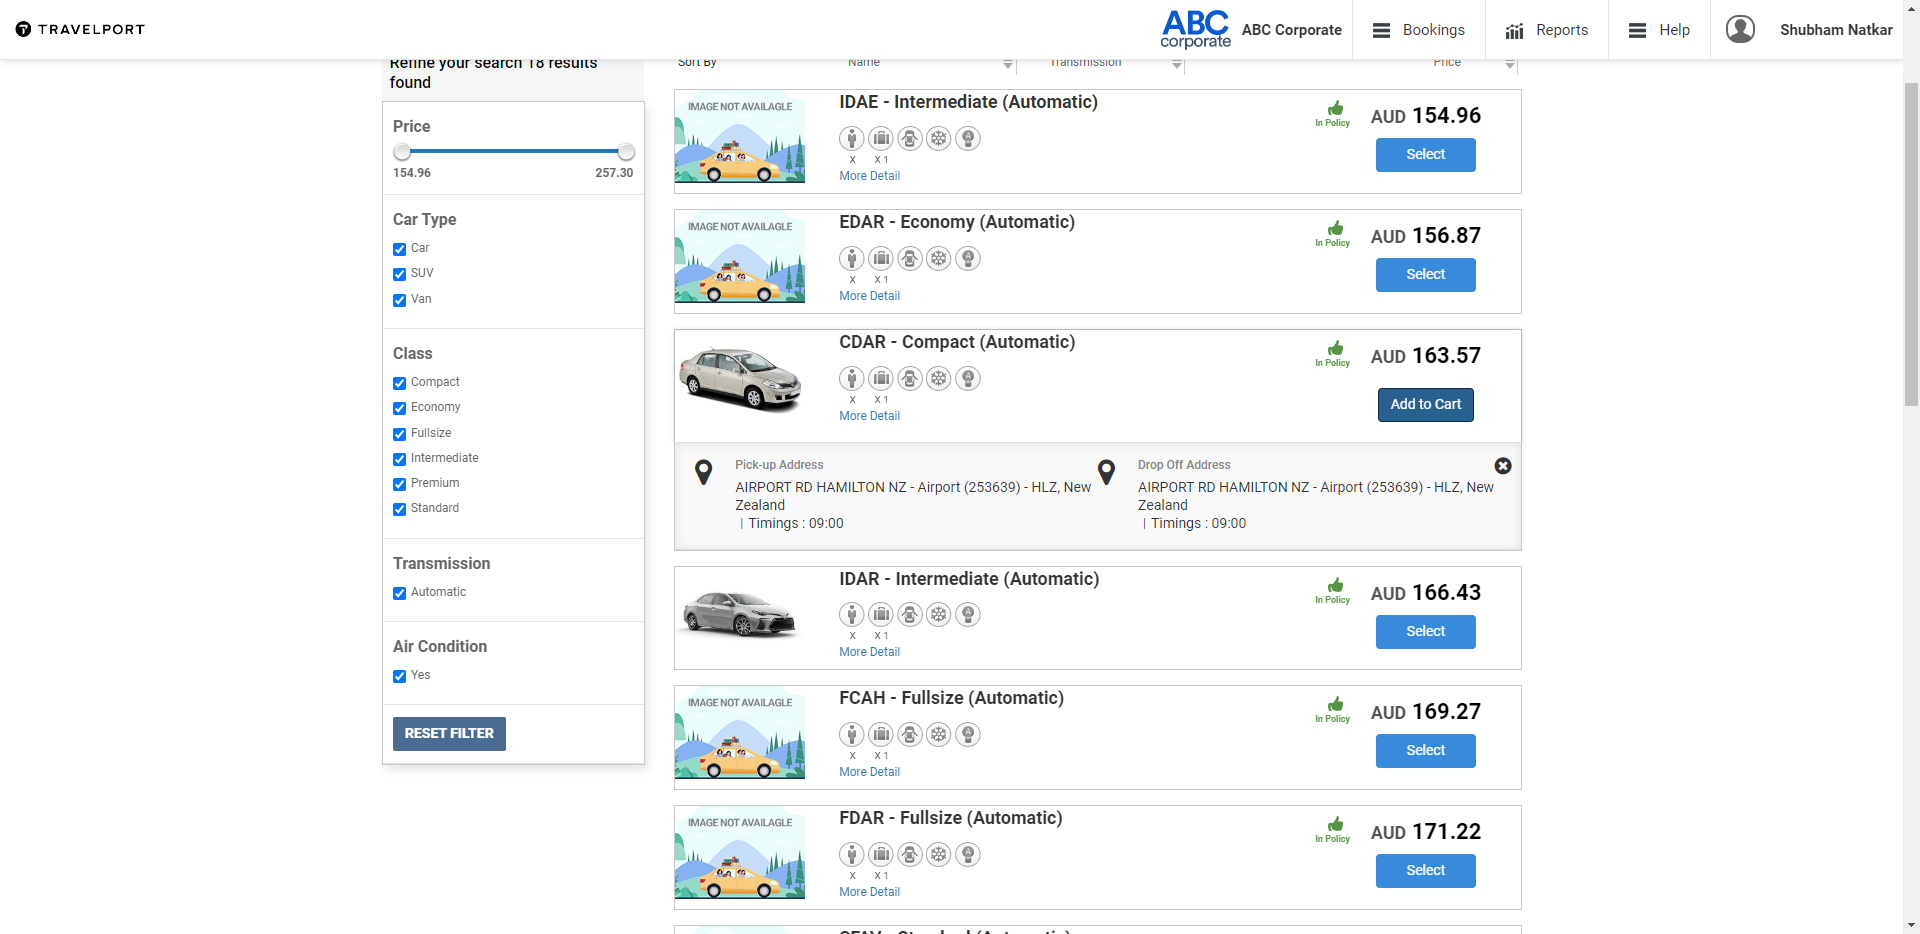 TRAVELPORT
ABC
corporate
ABC Corporate
Bookings
Reports
Help
Shubham Natkar
Refine your search 18 results
found
Price
154.96
257.30
Car Type
Car
SUV
Van
Class
Compact
Economy
Fullsize
Intermediate
Premium
Standard
Transmission
Automatic
Air Condition
Yes
RESET FILTER
Sort By
Name
Transmission
Price
IMAGE NOT AVAILAGLE
IDAE - Intermediate (Automatic)
X
X 1
More Detail
In Policy
AUD 154.96
Select
IMAGE NOT AVAILAGLE
EDAR - Economy (Automatic)
X
X 1
More Detail
In Policy
AUD 156.87
Select
CDAR - Compact (Automatic)
X
X 1
More Detail
In Policy
AUD 163.57
Add to Cart
Pick-up Address
AIRPORT RD HAMILTON NZ - Airport (253639) - HLZ, New
Zealand
| Timings : 09:00
Drop Off Address
AIRPORT RD HAMILTON NZ - Airport (253639) - HLZ, New
Zealand
| Timings : 09:00
IDAR - Intermediate (Automatic)
X
X 1
More Detail
In Policy
AUD 166.43
Select
IMAGE NOT AVAILAGLE
FCAH - Fullsize (Automatic)
X
X 1
More Detail
In Policy
AUD 169.27
Select
IMAGE NOT AVAILAGLE
FDAR - Fullsize (Automatic)
X
X 1
More Detail
In Policy
AUD 171.22
Select